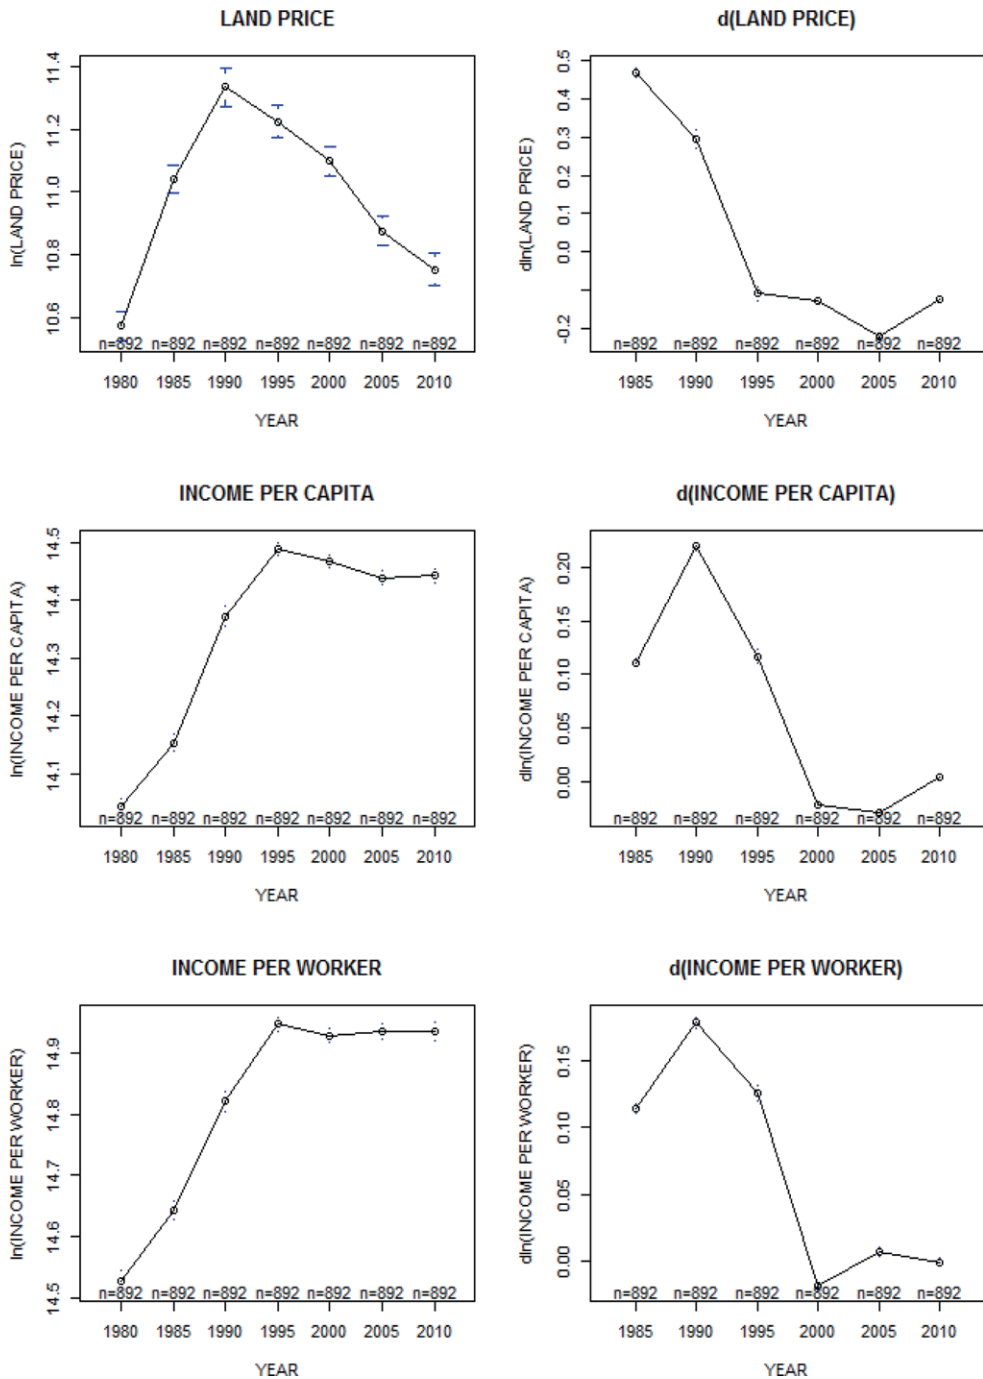 LAND PRICE
ln(LAND PRICE)
11.4
11.2
11.0
10.8
10.6
n=892 n=892 n=892 n=892 n=892 n=892 n=892
1980 1985 1990 1995 2000 2005 2010
YEAR
d(LAND PRICE)
dln(LAND PRICE)
0.5
0.4
0.3
0.2
0.1
0.0
-0.2
n=892 n=892 n=892 n=892 n=892 n=892
1985 1990 1995 2000 2005 2010
YEAR
INCOME PER CAPITA
ln(INCOME PER CAPITA)
14.5
14.4
14.3
14.2
14.1
n=892 n=892 n=892 n=892 n=892 n=892 n=892
1980 1985 1990 1995 2000 2005 2010
YEAR
d(INCOME PER CAPITA)
dln(INCOME PER CAPITA)
0.20
0.15
0.10
0.05
0.00
n=892 n=892 n=892 n=892 n=892 n=892
1985 1990 1995 2000 2005 2010
YEAR
INCOME PER WORKER
ln(INCOME PER WORKER)
14.9
14.8
14.7
14.6
14.5
n=892 n=892 n=892 n=892 n=892 n=892 n=892
1980 1985 1990 1995 2000 2005 2010
YEAR
d(INCOME PER WORKER)
dln(INCOME PER WORKER)
0.15
0.10
0.05
0.00
n=892 n=892 n=892 n=892 n=892 n=892
1985 1990 1995 2000 2005 2010
YEAR